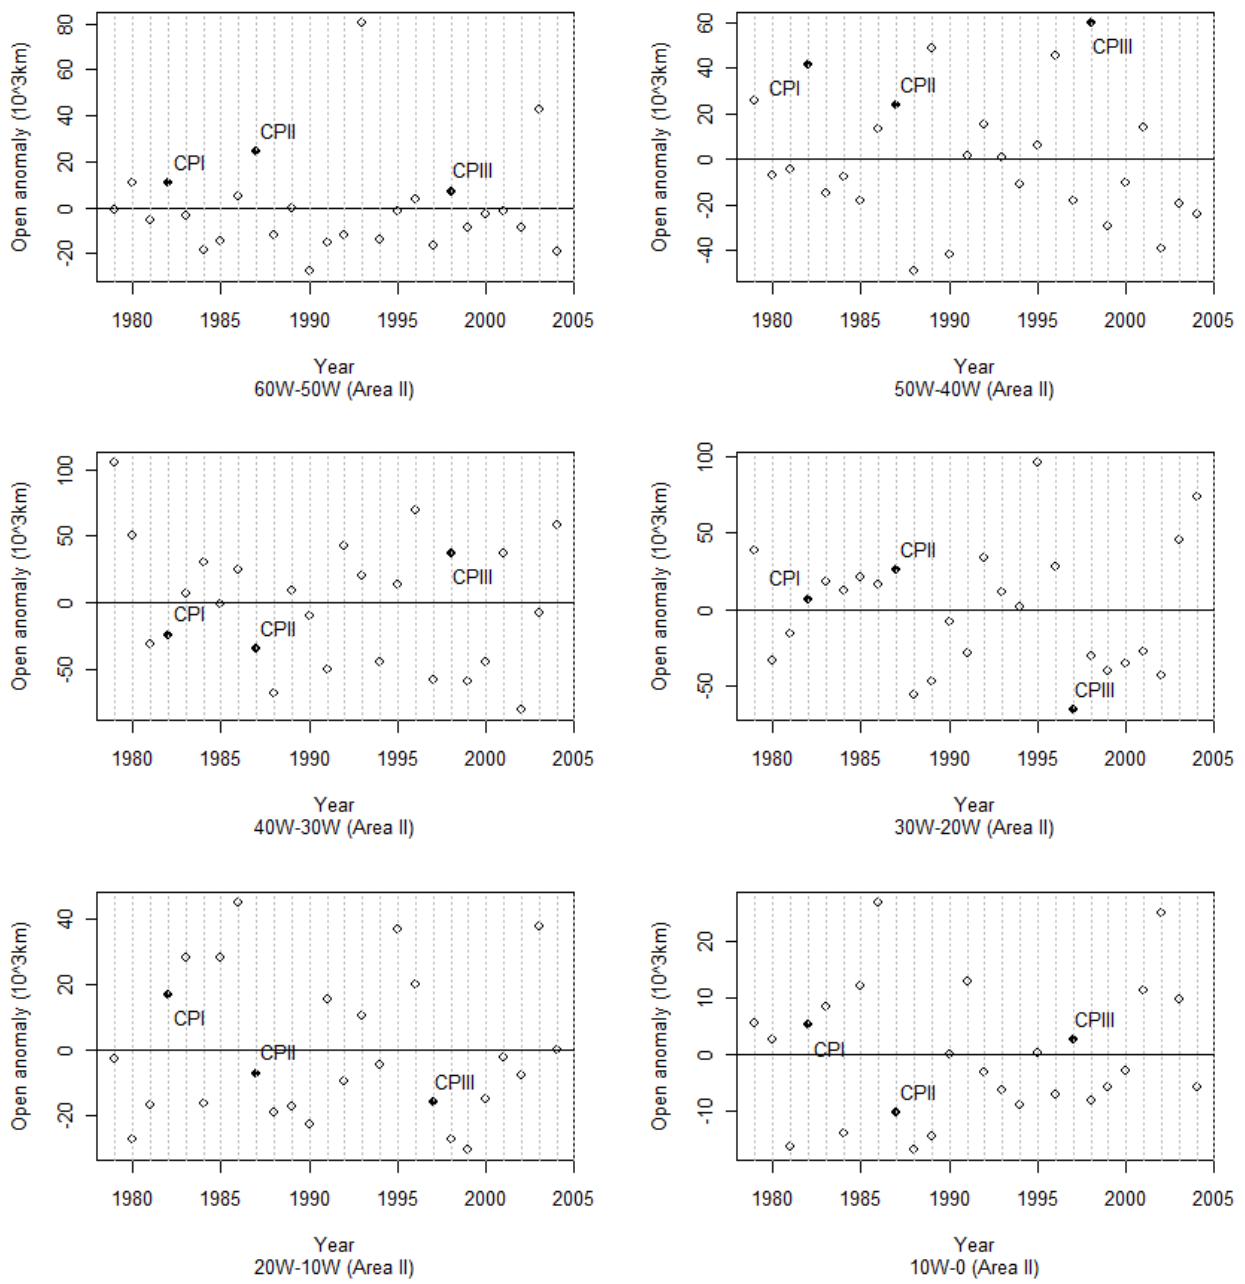 Open anomaly (10^3km)
80
60
40
20
0
-20
CPI
CPII
CPIII
1980 1985 1990 1995 2000 2005
Year
60W-50W (Area II)
Open anomaly (10^3km)
60
40
20
0
-20
-40
CPI
CPII
CPIII
1980 1985 1990 1995 2000 2005
Year
50W-40W (Area II)
Open anomaly (10^3km)
100
50
0
-50
CPI
CPII
CPIII
1980 1985 1990 1995 2000 2005
Year
40W-30W (Area II)
Open anomaly (10^3km)
100
50
0
-50
CPI
CPII
CPIII
1980 1985 1990 1995 2000 2005
Year
30W-20W (Area II)
Open anomaly (10^3km)
40
20
0
-20
CPI
CPII
CPIII
1980 1985 1990 1995 2000 2005
Year
20W-10W (Area II)
Open anomaly (10^3km)
20
10
0
-10
CPI
CPII
CPIII
1980 1985 1990 1995 2000 2005
Year
10W-0 (Area II)